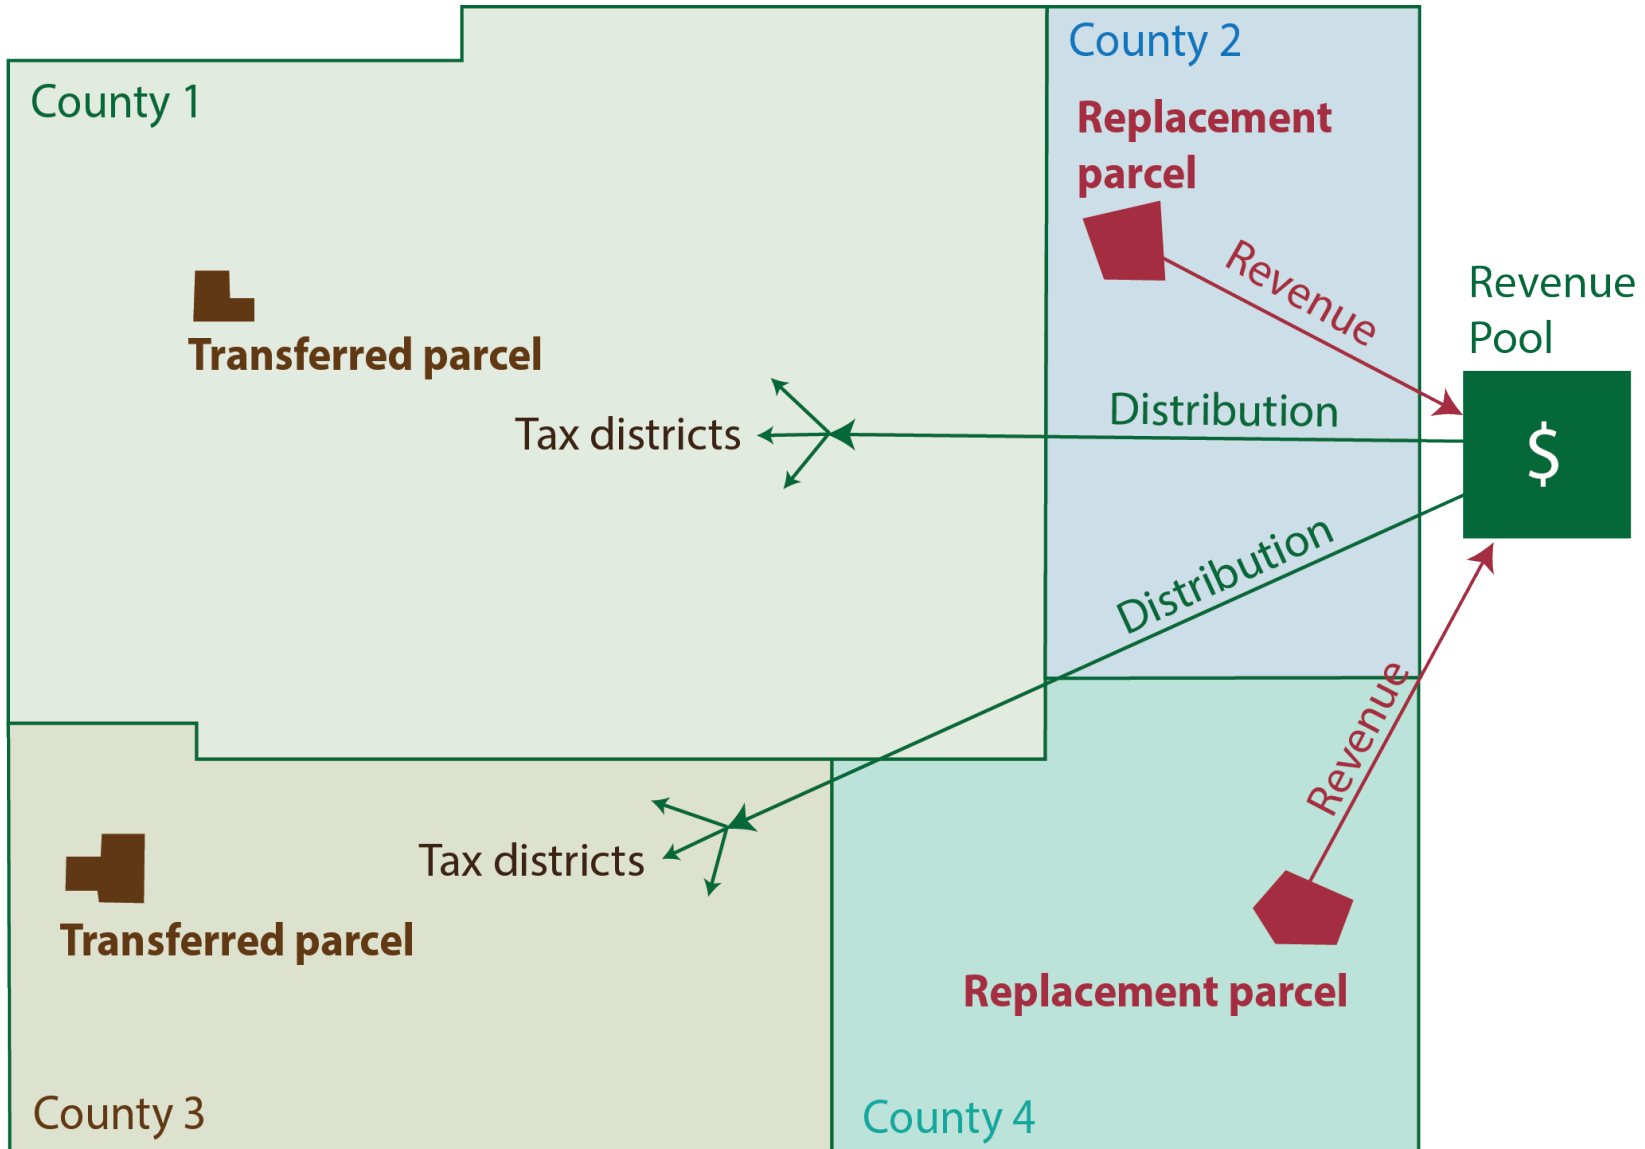 County 1
County 2
Replacement
parcel
Revenue
Revenue
Pool
Transferred parcel
Distribution
Tax districts
$
Distribution
Revenue
Tax districts
Transferred parcel
Replacement parcel
County 3
County 4